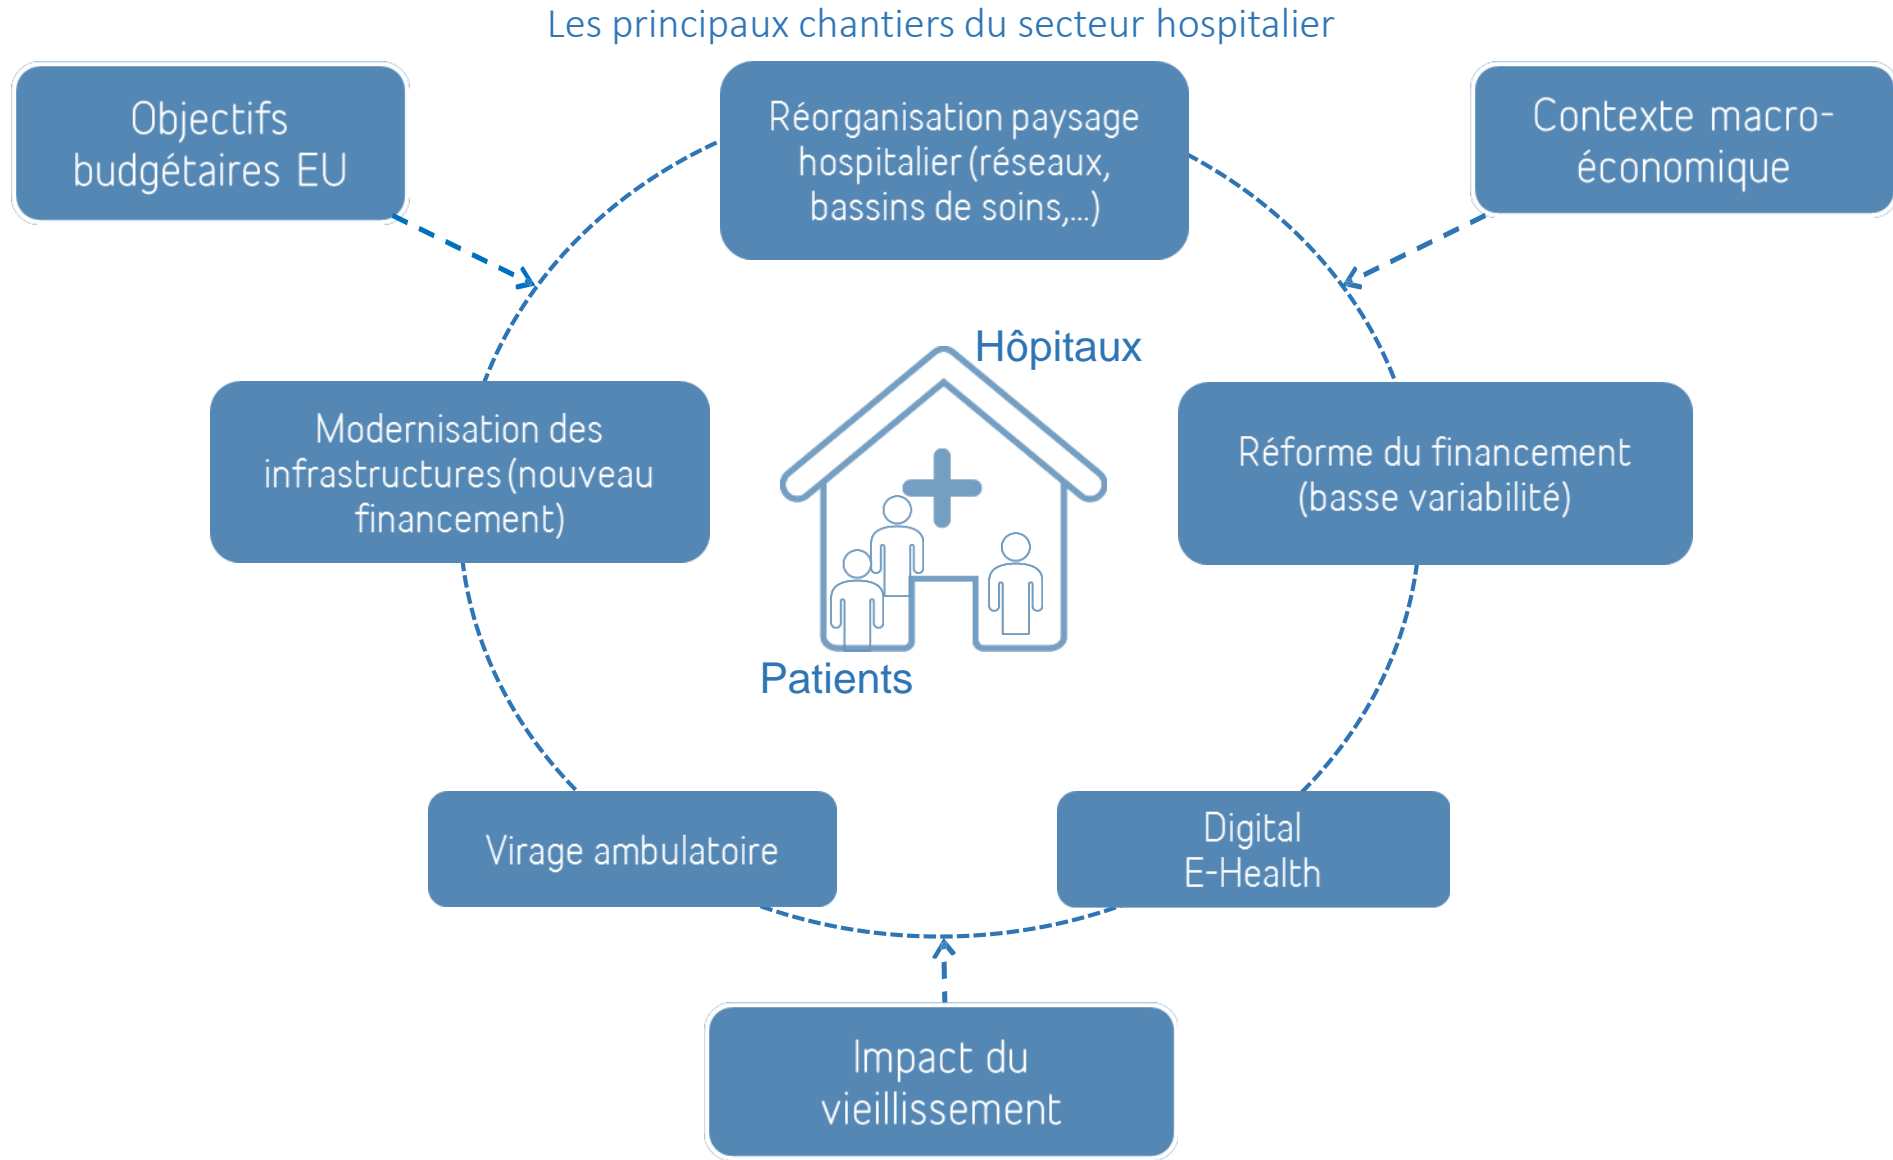 Les principaux chantiers du secteur hospitalier
Objectifs
budgétaires EU
Réorganisation paysage
hospitalier (réseaux,
bassins de soins,...)
Contexte macro-
économique
Hôpitaux
Modernisation des
infrastructures (nouveau
financement)
Réforme du financement
(basse variabilité)
Patients
Virage ambulatoire
Digital
E-Health
Impact du
vieillissement